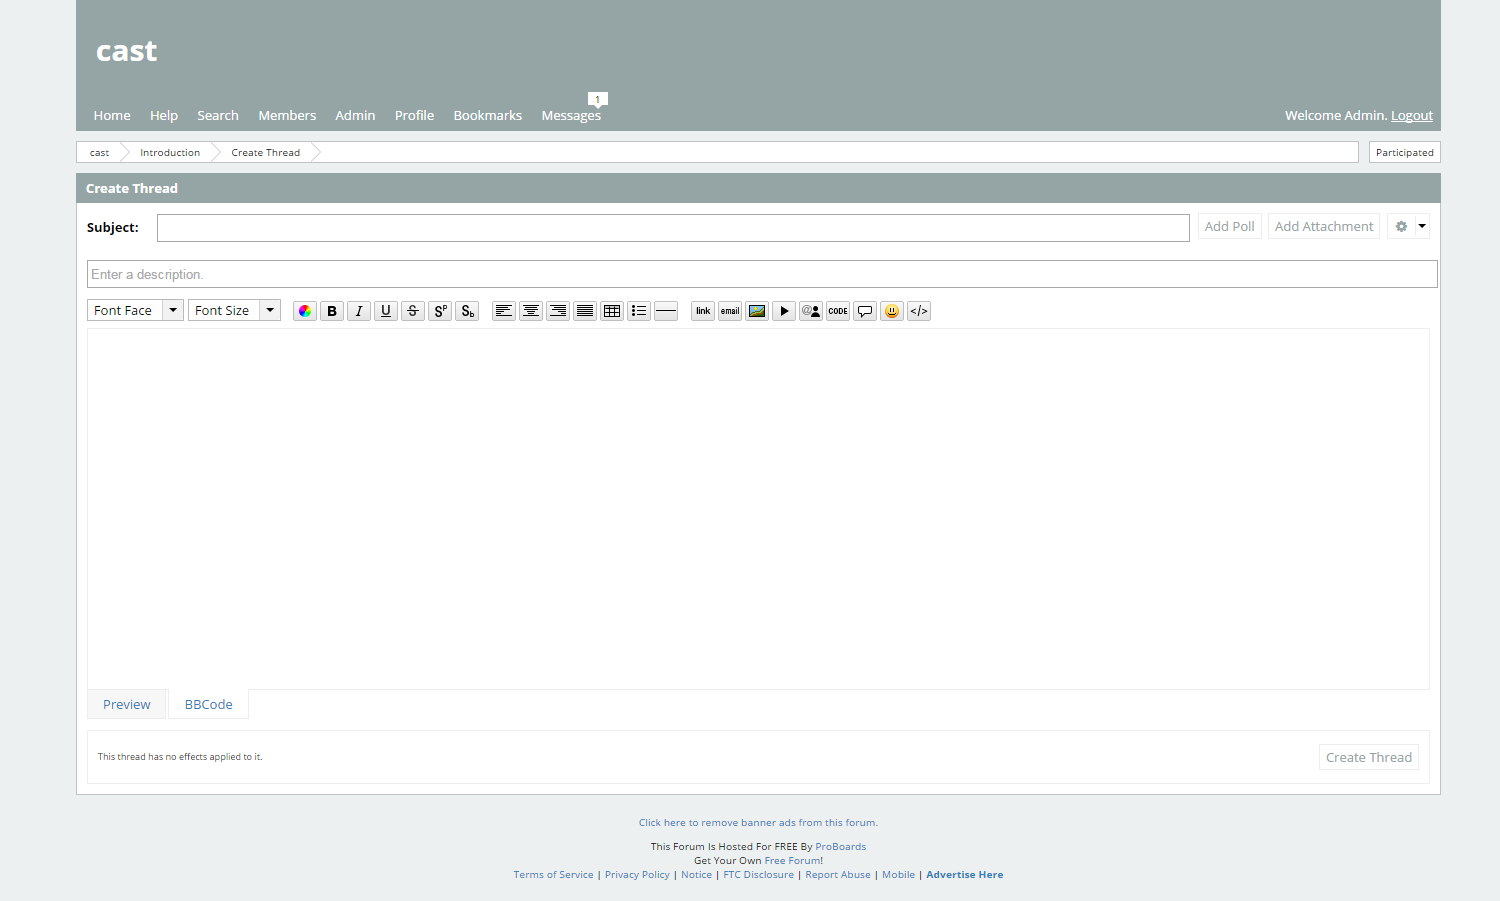 cast
1
Home Help Search Members Admin Profile Bookmarks Messages Welcome Admin. Logout
cast Introduction Create Thread Participated
Create Thread
Subject: Add Poll Add Attachment
Enter a description.
Font Face Font Size B I U S Sp Sb link email @ CODE </>
Preview BBCode
This thread has no effects applied to it. Create Thread
Click here to remove banner ads from this forum.
This Forum Is Hosted For FREE By ProBoards
Get Your Own Free Forum!
Terms of Service | Privacy Policy | Notice | FTC Disclosure | Report Abuse | Mobile | Advertise Here